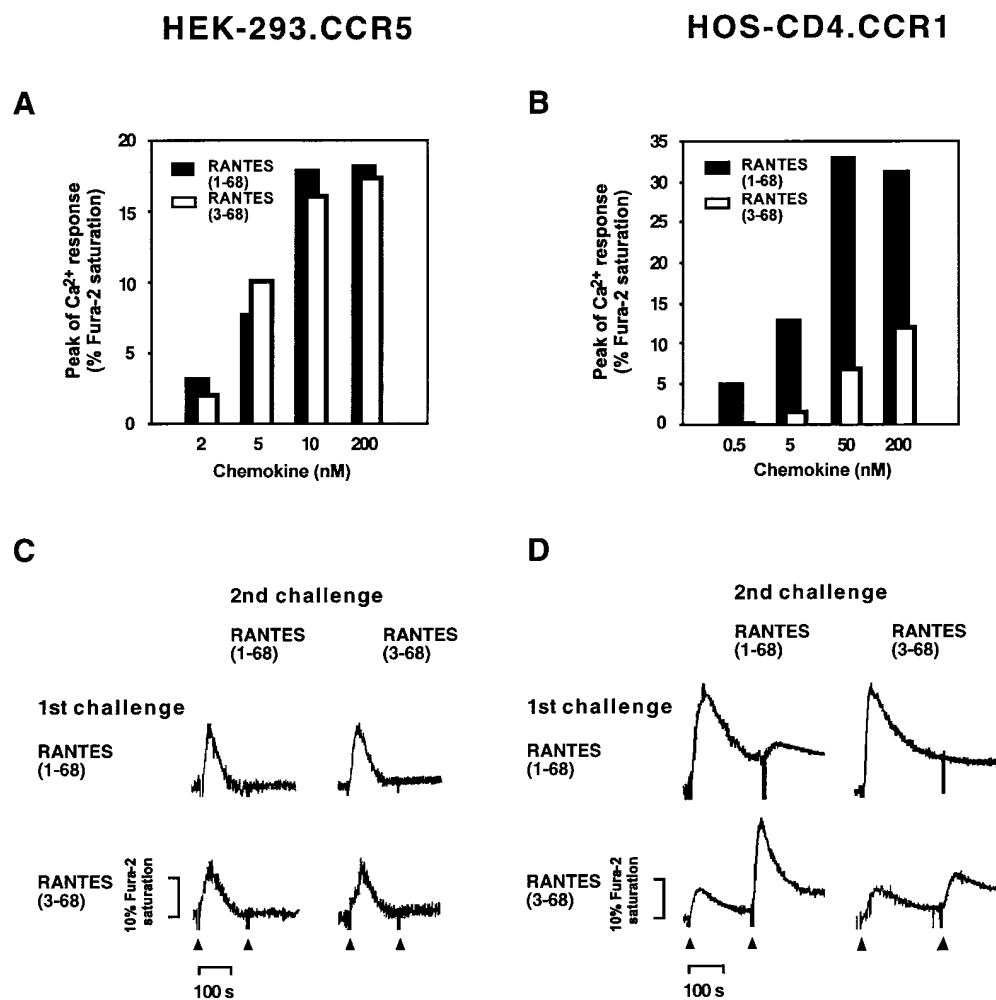 HEK-293.CCR5
HOS-CD4.CCR1
A
20
15
10
5
0
Peak of Ca2+ response
(% Fura-2 saturation)
RANTES
(1-68)
RANTES
(3-68)
2 5 10 200
Chemokine (nM)
B
35
30
25
20
15
10
5
0
Peak of Ca2+ response
(% Fura-2 saturation)
RANTES
(1-68)
RANTES
(3-68)
0.5 5 50 200
Chemokine (nM)
C
2nd challenge
RANTES
(1-68)
RANTES
(3-68)
1st challenge
RANTES
(1-68)
RANTES
(3-68)
10% Fura-2
saturation
100 s
D
2nd challenge
RANTES
(1-68)
RANTES
(3-68)
1st challenge
RANTES
(1-68)
RANTES
(3-68)
10% Fura-2
saturation
100 s